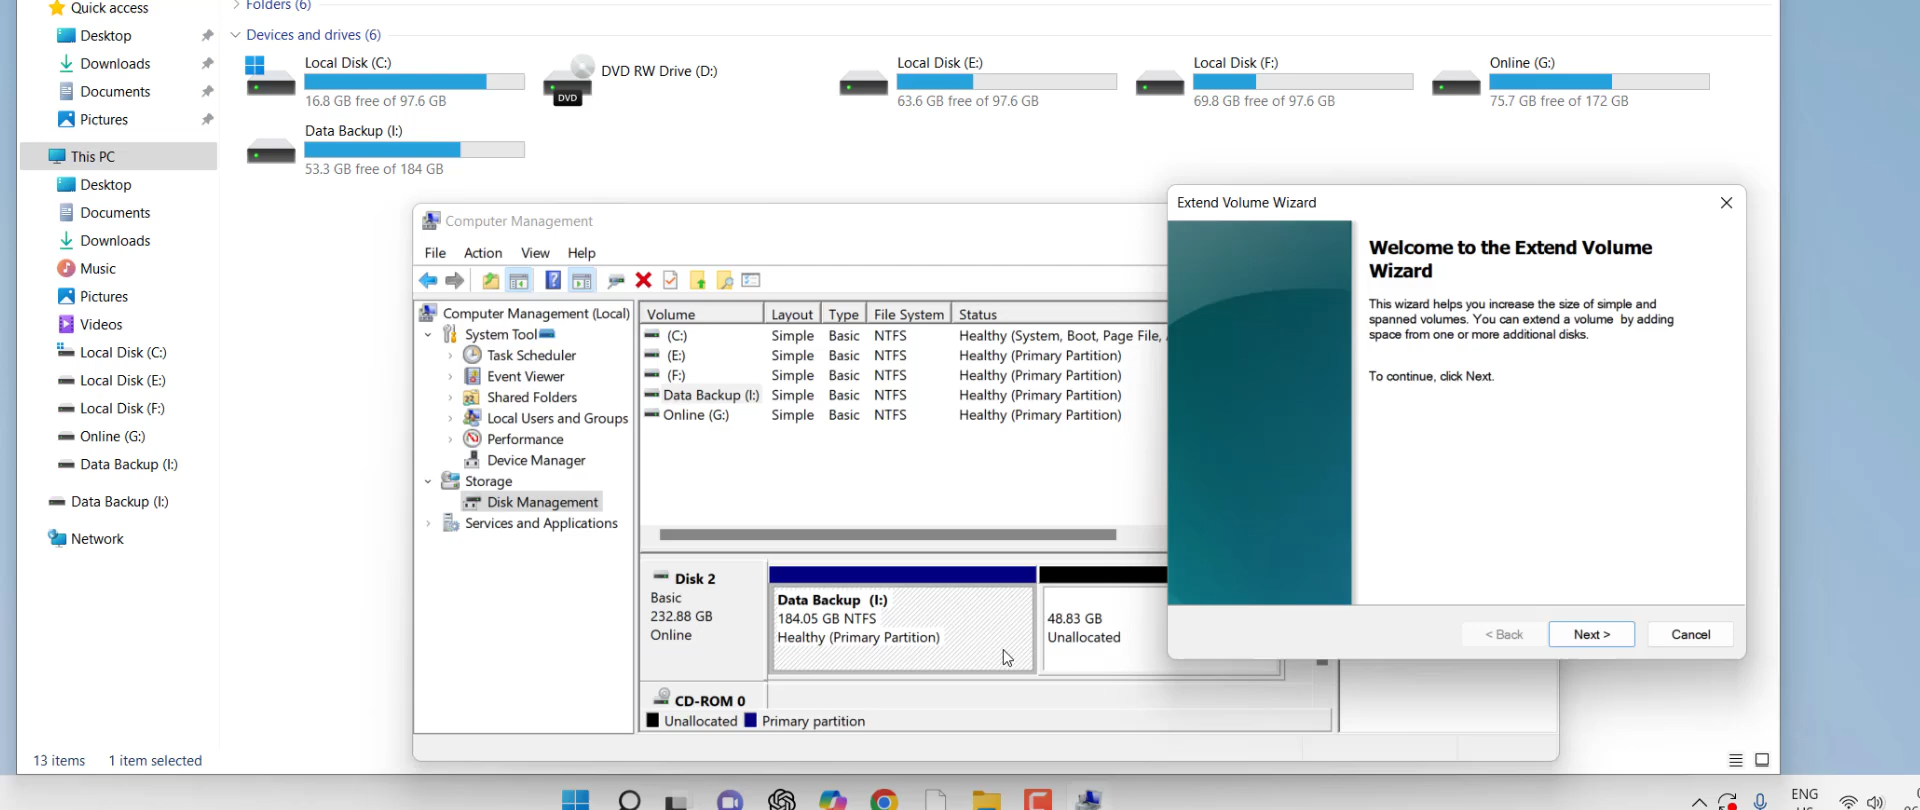 Quick access
Desktop
Downloads
Documents
Pictures
This PC
Desktop
Documents
Downloads
Music
Pictures
Videos
Local Disk (C:)
Local Disk (E:)
Local Disk (F:)
Online (G:)
Data Backup (I:)
Data Backup (I:)
Network
13 items 1 item selected
Folders (6)
Devices and drives (6)
Local Disk (C:)
16.8 GB free of 97.6 GB
DVD RW Drive (D:)
DVD
Local Disk (E:)
63.6 GB free of 97.6 GB
Local Disk (F:)
69.8 GB free of 97.6 GB
Online (G:)
75.7 GB free of 172 GB
Data Backup (I:)
53.3 GB free of 184 GB
Computer Management
File Action View Help
Computer Management (Local)
System Tool
Task Scheduler
Event Viewer
Shared Folders
Local Users and Groups
Performance
Device Manager
Storage
Disk Management
Services and Applications
Volume Layout Type File System Status
(C:) Simple Basic NTFS Healthy (System, Boot, Page File,
(E:) Simple Basic NTFS Healthy (Primary Partition)
(F:) Simple Basic NTFS Healthy (Primary Partition)
Data Backup (I:) Simple Basic NTFS Healthy (Primary Partition)
Online (G:) Simple Basic NTFS Healthy (Primary Partition)
Disk 2
Basic
232.88 GB
Online
Data Backup (I:)
184.05 GB NTFS
Healthy (Primary Partition)
48.83 GB
Unallocated
CD-ROM 0
Unallocated Primary partition
Extend Volume Wizard
Welcome to the Extend Volume
Wizard
This wizard helps you increase the size of simple and
spanned volumes. You can extend a volume by adding
space from one or more additional disks.
To continue, click Next.
< Back Next > Cancel
ENG